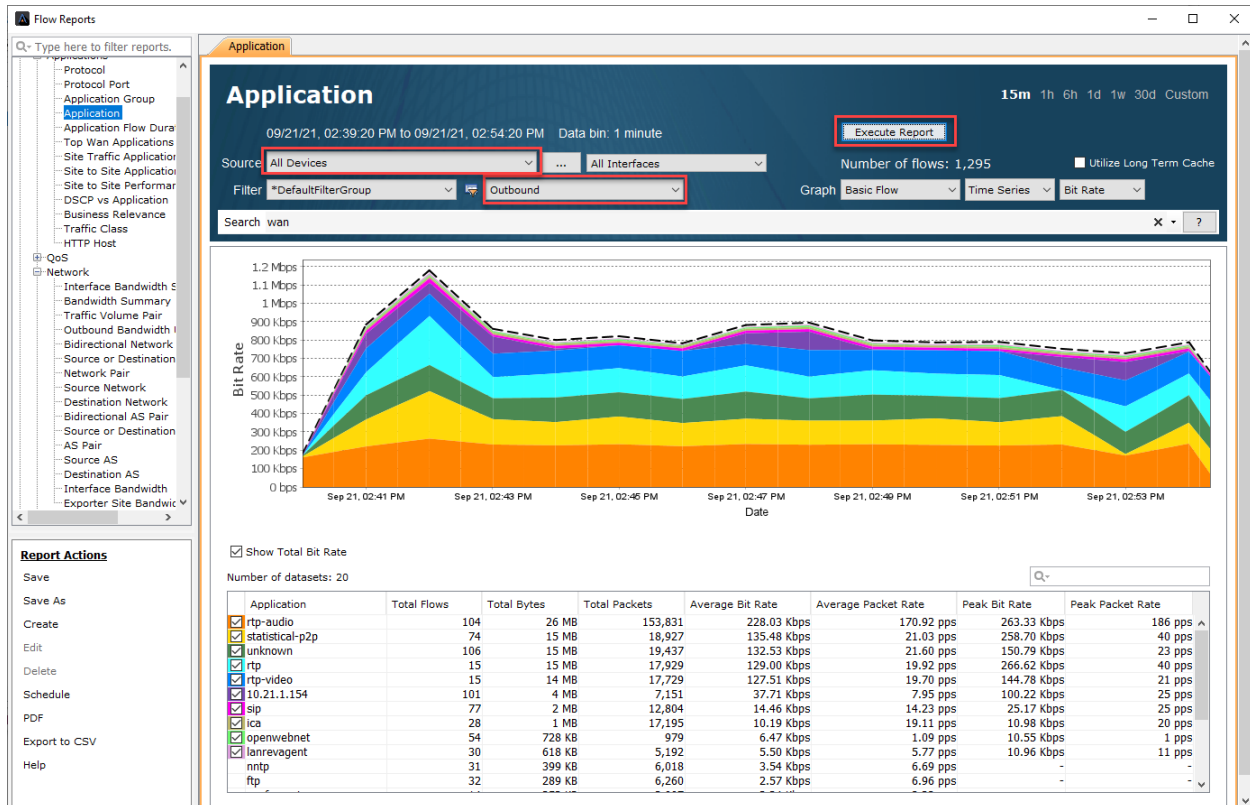 Flow Reports
Type here to filter reports.
Applications
Protocol
Protocol Port
Application Group
Application
Application Flow Dura
Top Wan Applications
Site Traffic Application
Site to Site Application
Site to Site Performar
DSCP vs Application
Business Relevance
Traffic Class
HTTP Host
QoS
Network
Interface Bandwidth S
Bandwidth Summary
Traffic Volume Pair
Outbound Bandwidth
Bidirectional Network
Source or Destination
Network Pair
Source Network
Destination Network
Bidirectional AS Pair
Source or Destination
AS Pair
Source AS
Destination AS
Interface Bandwidth
Exporter Site Bandwic
Report Actions
Save
Save As
Create
Edit
Delete
Schedule
PDF
Export to CSV
Help
Application
Application
15m 1h 6h 1d 1w 30d Custom
09/21/21, 02:39:20 PM to 09/21/21, 02:54:20 PM Data bin: 1 minute
Execute Report
Source All Devices ... All Interfaces Number of flows: 1,295 Utilize Long Term Cache
Filter *DefaultFilterGroup Outbound Graph Basic Flow Time Series Bit Rate
Search wan ?
1.2 Mbps
1.1 Mbps
1 Mbps
900 kbps
800 kbps
700 kbps
600 kbps
500 kbps
400 kbps
300 kbps
200 kbps
100 kbps
0 bps
Bit Rate
Sep 21, 02:41 PM Sep 21, 02:43 PM Sep 21, 02:45 PM Sep 21, 02:47 PM Sep 21, 02:49 PM Sep 21, 02:51 PM Sep 21, 02:53 PM
Date
Show Total Bit Rate
Number of datasets: 20
Application Total Flows Total Bytes Total Packets Average Bit Rate Average Packet Rate Peak Bit Rate Peak Packet Rate
rtp-audio 104 26 MB 153,831 228.03 Kbps 170.92 pps 263.33 Kbps 186 pps
statistical-p2p 74 15 MB 18,927 135.48 Kbps 21.03 pps 258.70 Kbps 40 pps
unknown 106 15 MB 19,437 132.53 Kbps 21.60 pps 150.79 Kbps 23 pps
rtp 15 15 MB 17,929 129.00 Kbps 19.92 pps 266.62 Kbps 40 pps
rtp-video 15 14 MB 17,729 127.51 Kbps 19.70 pps 144.78 Kbps 21 pps
10.21.1.154 101 4 MB 7,151 37.71 Kbps 7.95 pps 100.22 Kbps 25 pps
sip 77 2 MB 12,804 14.46 Kbps 14.23 pps 25.17 Kbps 25 pps
ica 28 1 MB 17,195 10.19 Kbps 19.11 pps 10.98 Kbps 20 pps
openwebnet 54 728 KB 979 6.47 Kbps 1.09 pps 10.55 Kbps 1 pps
lanrevagent 30 618 KB 5,192 5.50 Kbps 5.77 pps 10.96 Kbps 11 pps
nntp 31 399 KB 6,018 3.54 Kbps 6.69 pps - -
ftp 32 289 KB 6,260 2.57 Kbps 6.96 pps - -